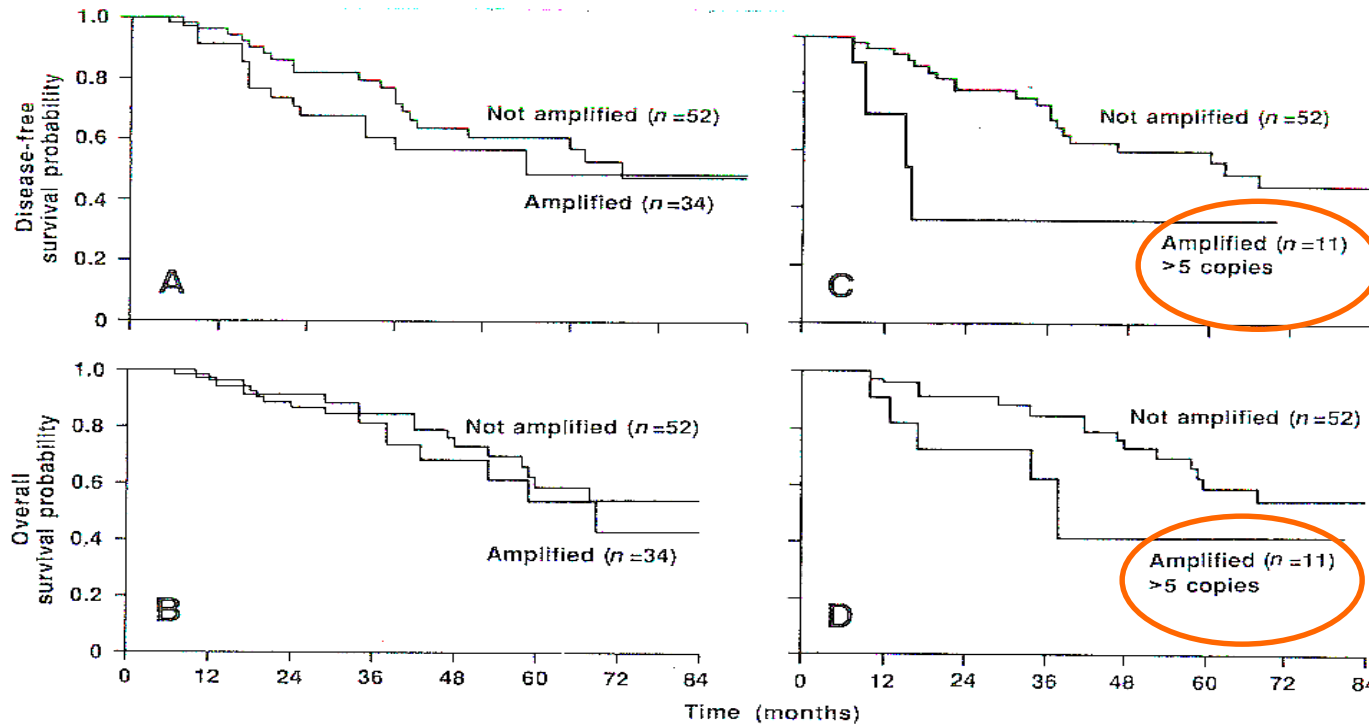 1.0
0.8
0.6
0.4
0.2
0
Disease-free
survival probability
Not amplified (n=52)
Amplified (n=34)
A
Not amplified (n=52)
Amplified (n=11)
>5 copies
C
1.0
0.8
0.6
0.4
0.2
0
Overall
survival probability
Not amplified (n=52)
Amplified (n=34)
B
0 12 24 36 48 60 72 84
Not amplified (n=52)
Amplified (n=11)
>5 copies
D
0 12 24 36 48 60 72 84
Time (months)